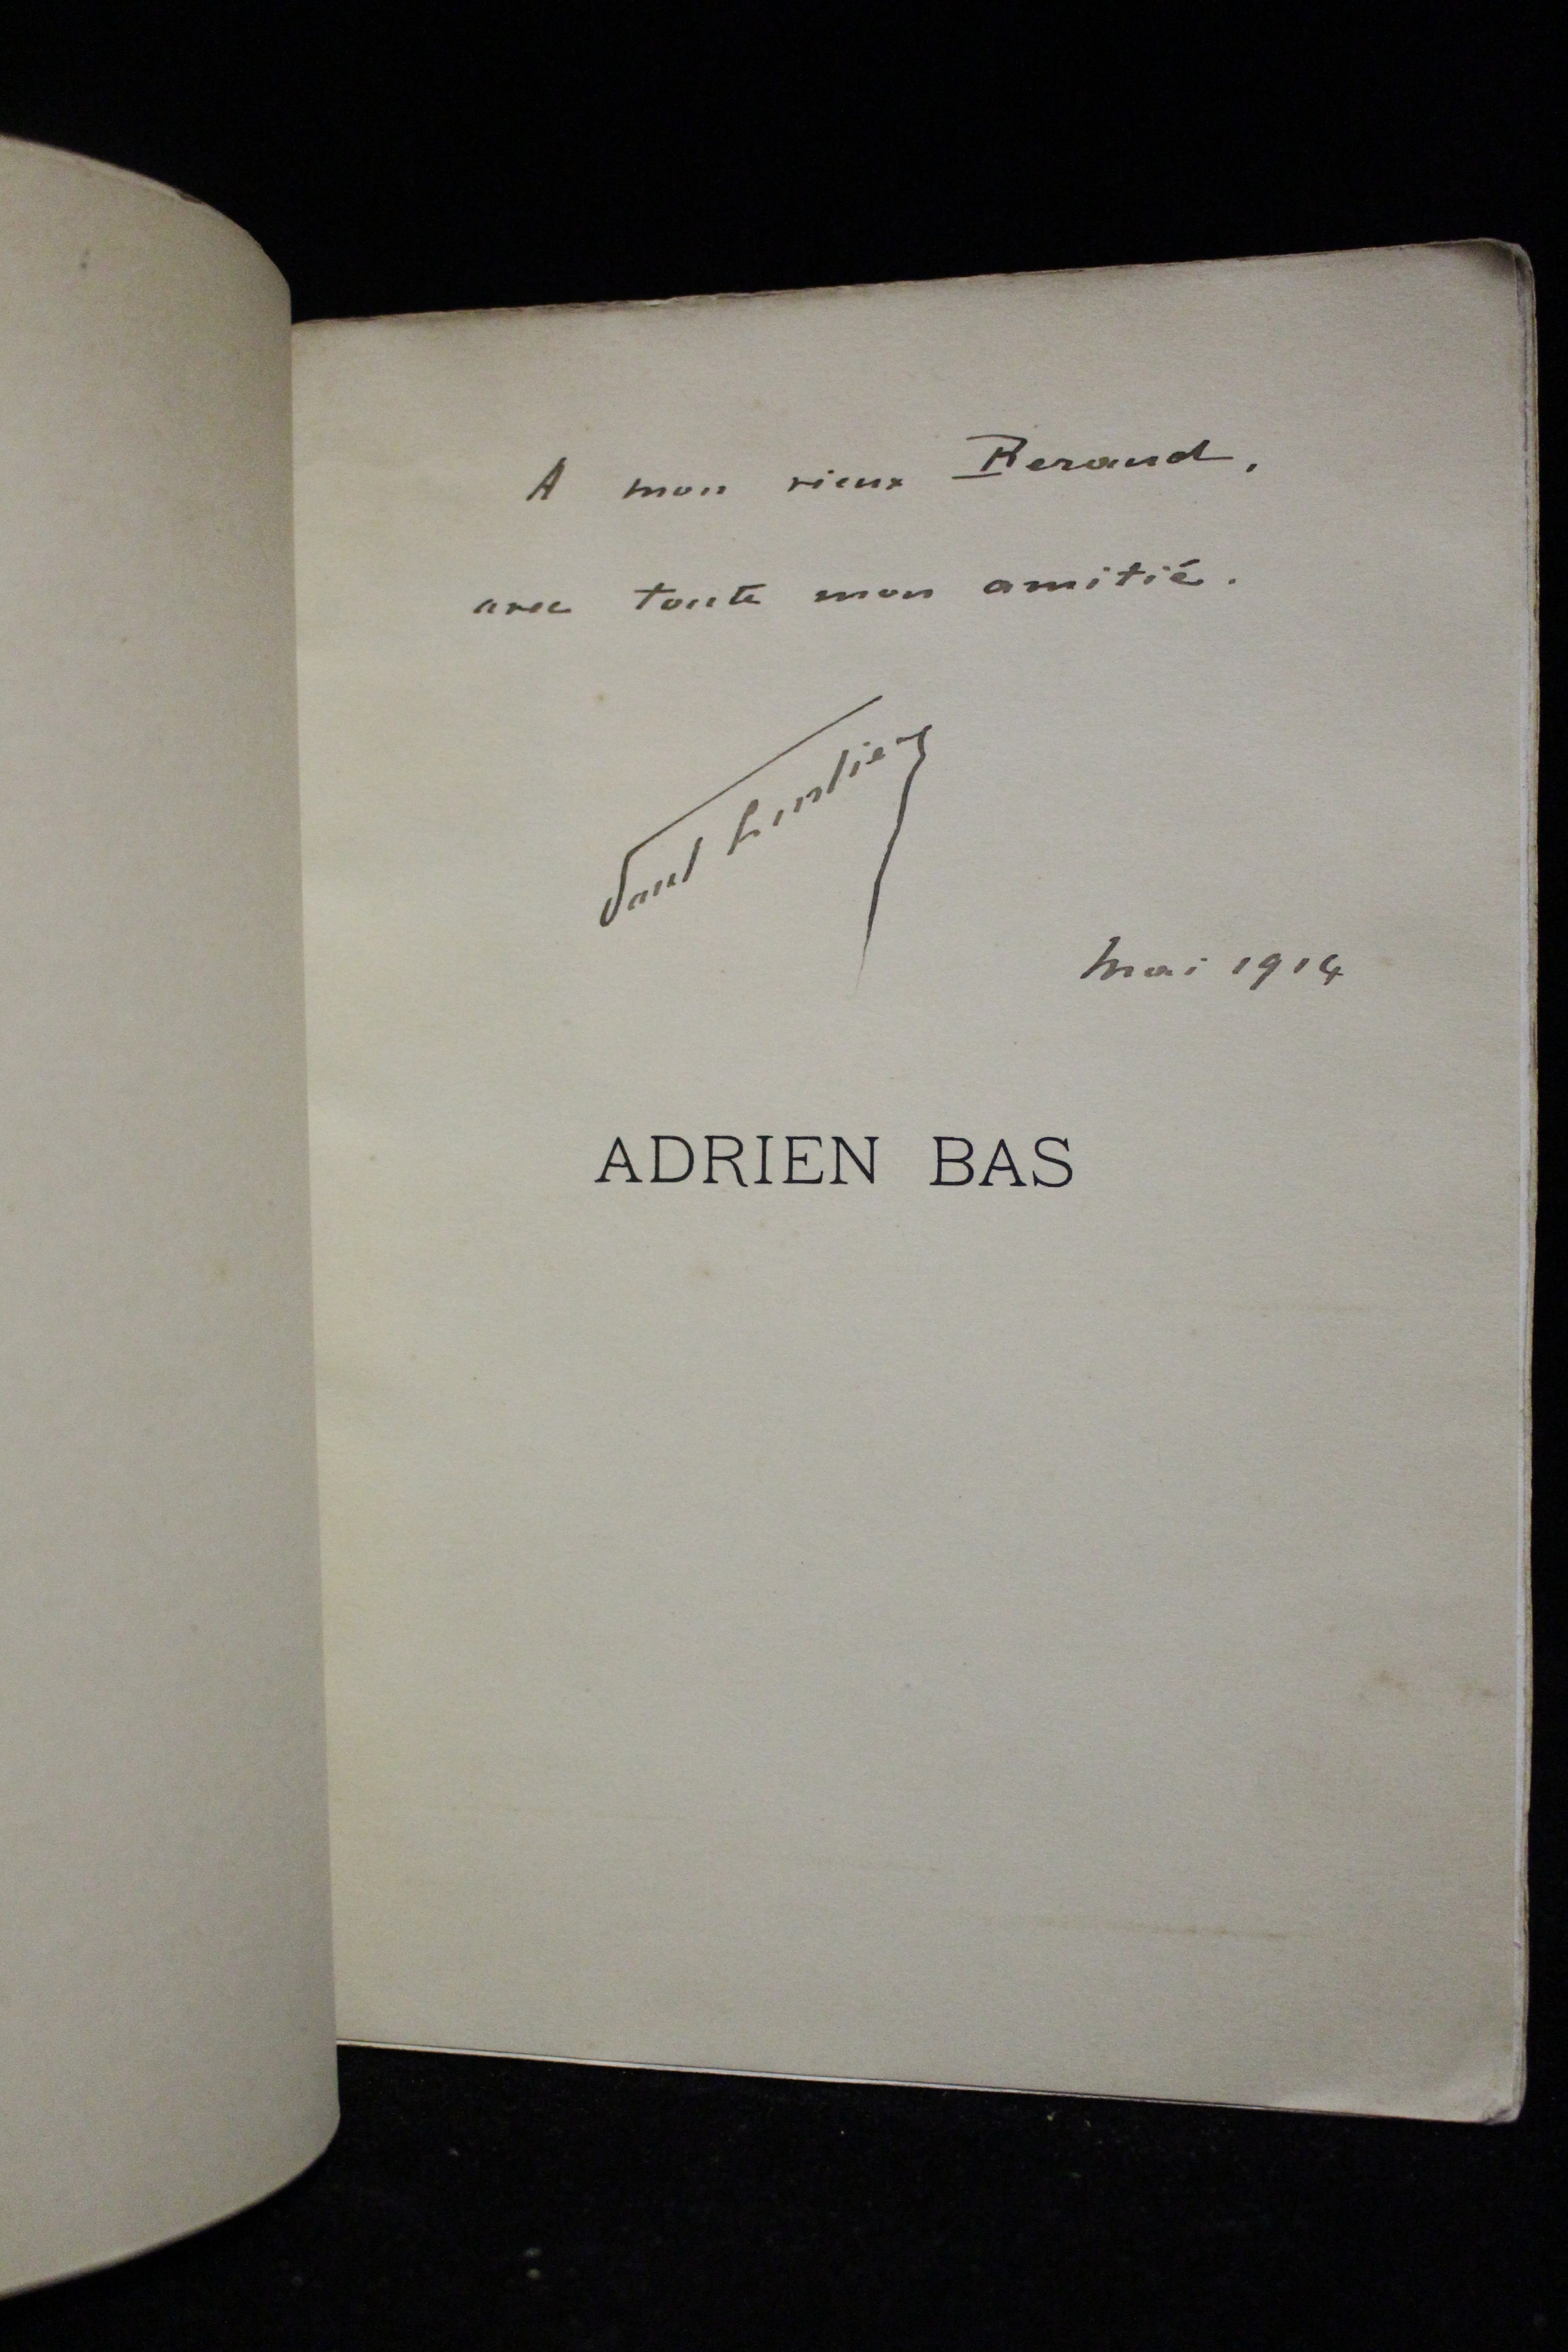 A mon vieux Beraud,
avec toute mon amitié.
Paul Lintier
Mai 1914
ADRIEN BAS